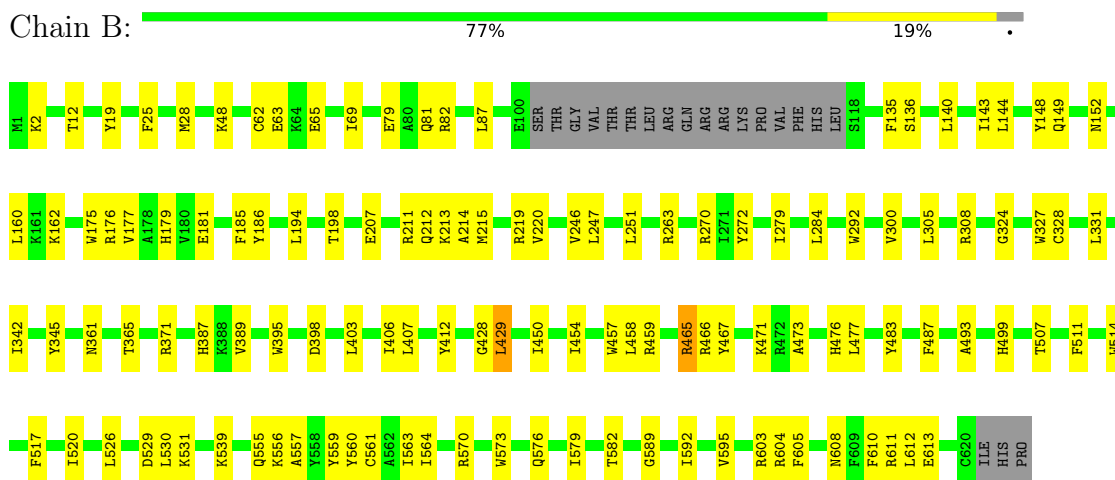 Chain B:
77% 19% •
M1 K2 T12 Y19 F25 M28 K48 C62 E63 K64 E65 I69 E79 A80 Q81 R82 L87 E100 SER THR GLY VAL THR THR LEU ARG GLN ARG ARG LYS PRO VAL PHE HIS LEU S118 F135 S136 L140 I143 L144 Y148 Q149 N152
L160 K161 K162 W175 R176 V177 A178 H179 V180 E181 F185 Y186 L194 T198 E207 R211 Q212 K213 A214 M215 R219 V220 V246 L247 L251 R263 R270 I271 Y272 I279 L284 W292 V300 L305 R308 G324 W327 C328 L331
I342 Y345 N361 T365 R371 H387 K388 V389 W395 D398 L403 I406 L407 Y412 G428 L429 I450 I454 W457 L458 R459 R465 R466 Y467 K471 R472 A473 H476 L477 Y483 F487 A493 H499 T507 F511 W514
F517 I520 L526 D529 L530 K531 K539 Q555 K556 A557 Y558 Y559 Y560 C561 A562 I563 I564 R570 W573 Q576 I579 T582 G589 I592 V595 R603 R604 F605 N608 F609 F610 R611 L612 E613 C620 ILE HIS PRO